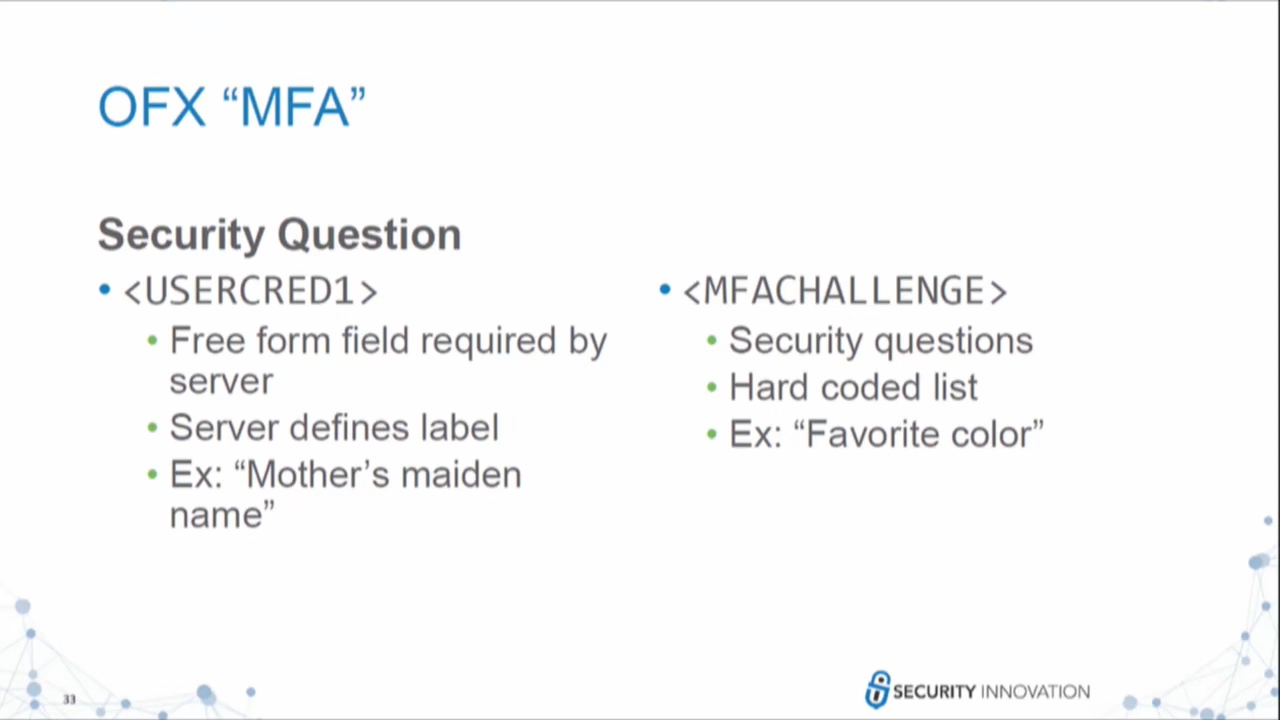 OFX “MFA”
Security Question
• <USERCRED1>
• Free form field required by
server
• Server defines label
• Ex: “Mother’s maiden
name”
• <MFACHALLENGE>
• Security questions
• Hard coded list
• Ex: “Favorite color”
33
SECURITY INNOVATION